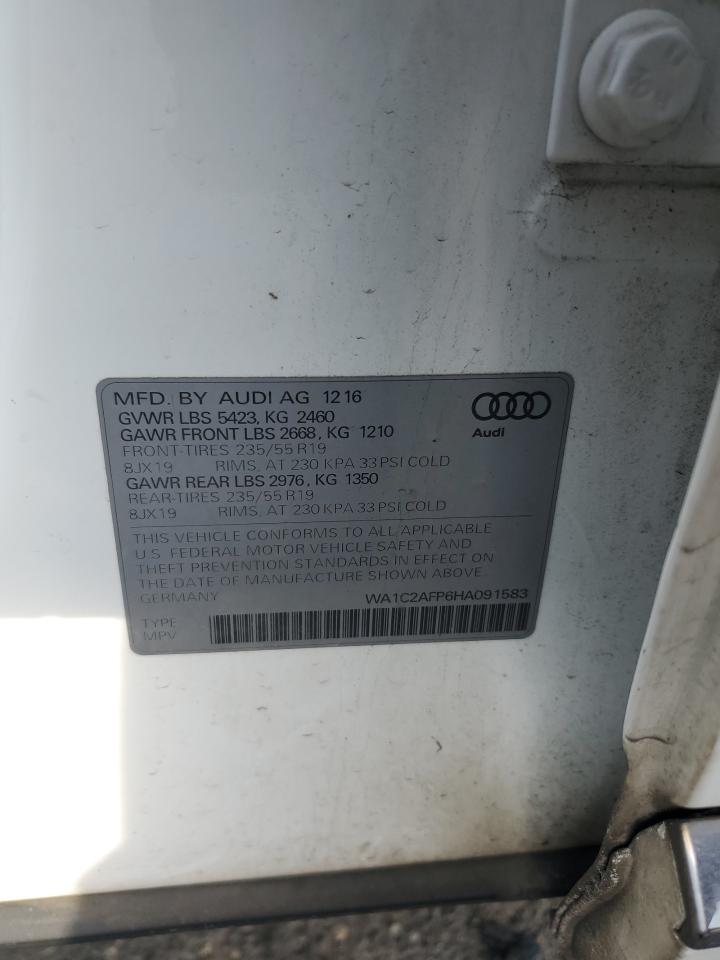 MFD. BY AUDI AG 1216
GVWR LBS 5423, KG 2460
GAWR FRONT LBS 2668, KG 1210
FRONT-TIRES 235/55 R19
8JX19 RIMS, AT 230 KPA 33 PSI COLD
GAWR REAR LBS 2976, KG 1350
REAR-TIRES 235/55 R19
8JX19 RIMS, AT 230 KPA 33 PSI COLD
Audi
THIS VEHICLE CONFORMS TO ALL APPLICABLE
U.S. FEDERAL MOTOR VEHICLE SAFETY AND
THEFT PREVENTION STANDARDS IN EFFECT ON
THE DATE OF MANUFACTURE SHOWN ABOVE.
GERMANY WA1C2AFP6HA091583
TYPE
MPV